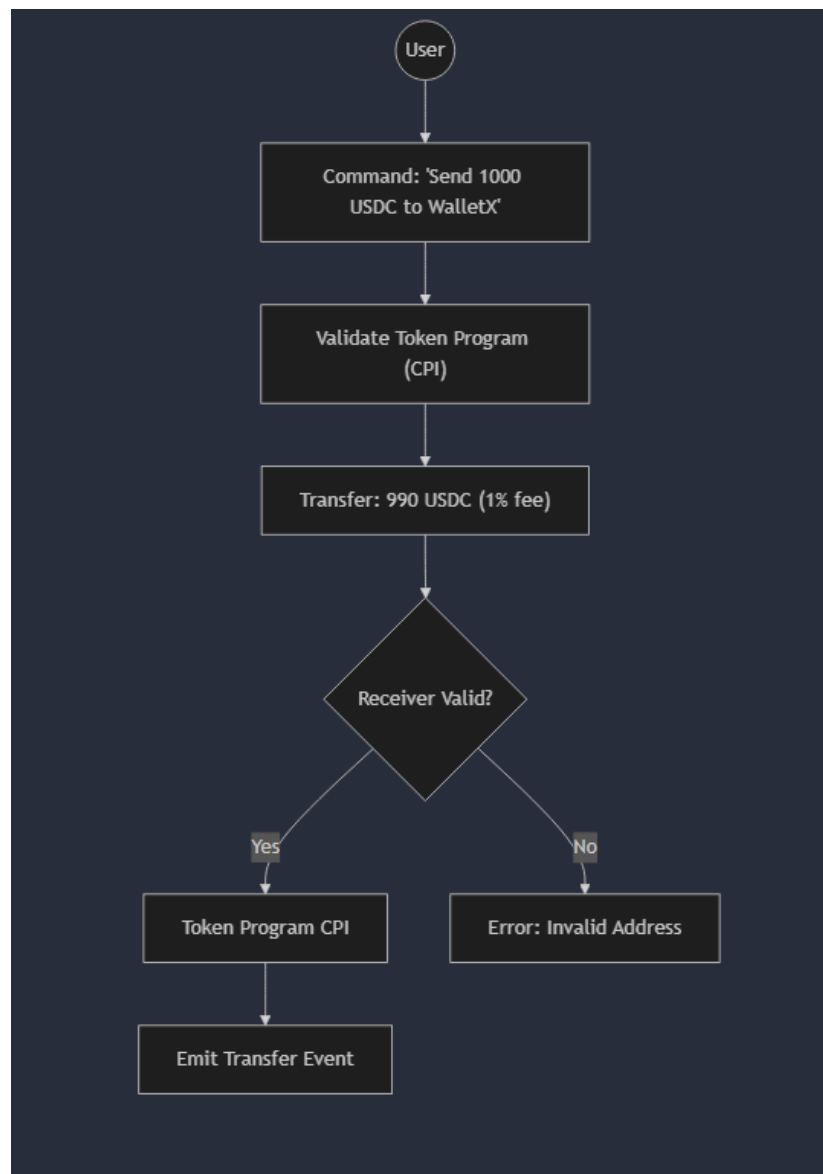 User
Command: 'Send 1000
USDC to WalletX'
Validate Token Program
(CPI)
Transfer: 990 USDC (1% fee)
Receiver Valid?
Yes
No
Token Program CPI
Error: Invalid Address
Emit Transfer Event